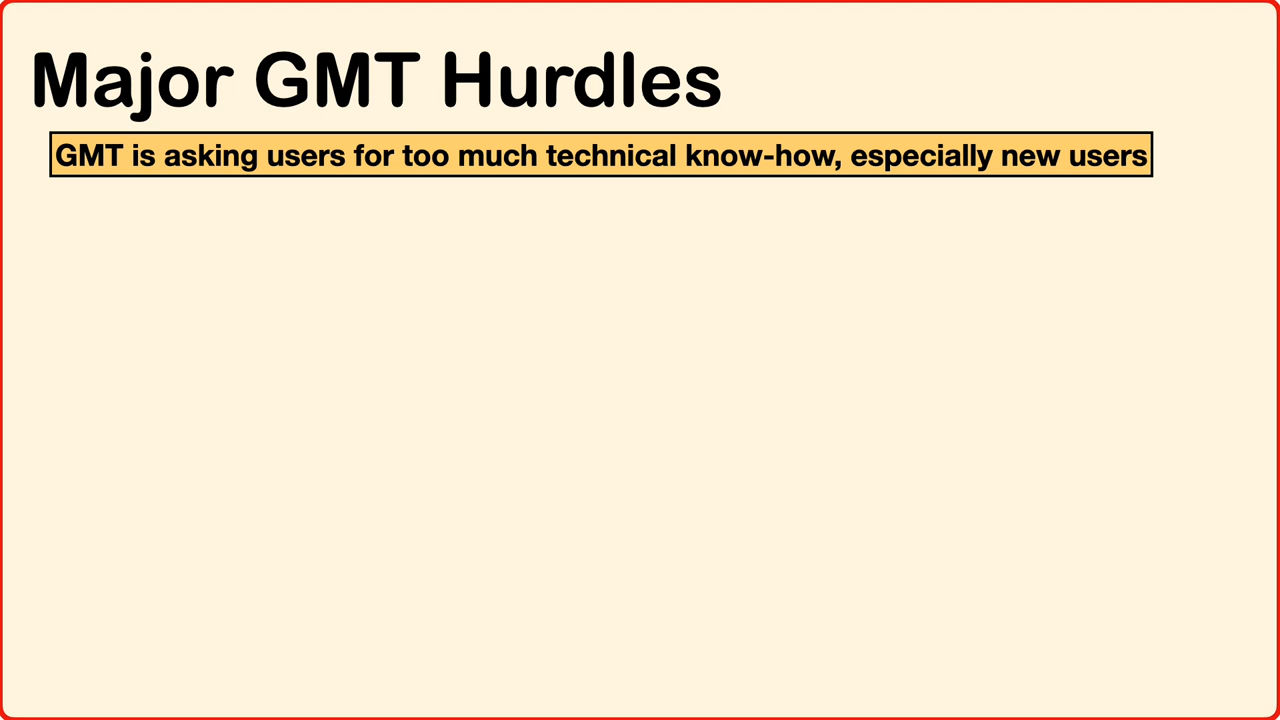 Major GMT Hurdles
GMT is asking users for too much technical know-how, especially new users